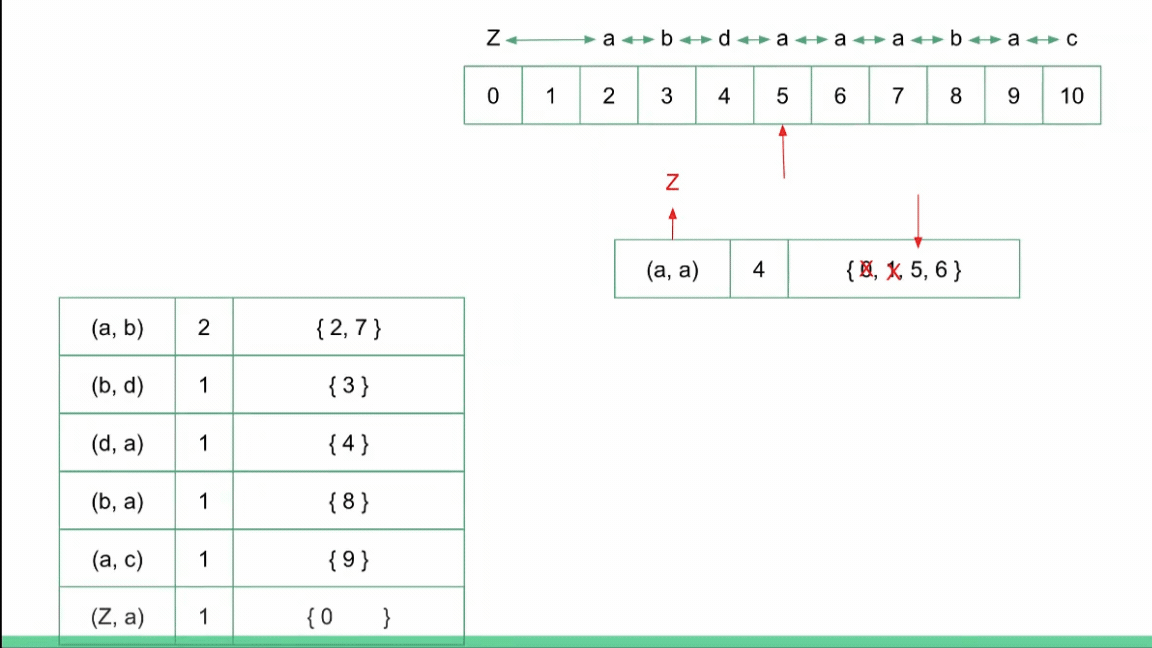 Z a b d a a a b a c
0 1 2 3 4 5 6 7 8 9 10
Z
(a, a) 4 { 0, 1, 5, 6 }
(a, b) 2 { 2, 7 }
(b, d) 1 { 3 }
(d, a) 1 { 4 }
(b, a) 1 { 8 }
(a, c) 1 { 9 }
(Z, a) 1 { 0 }